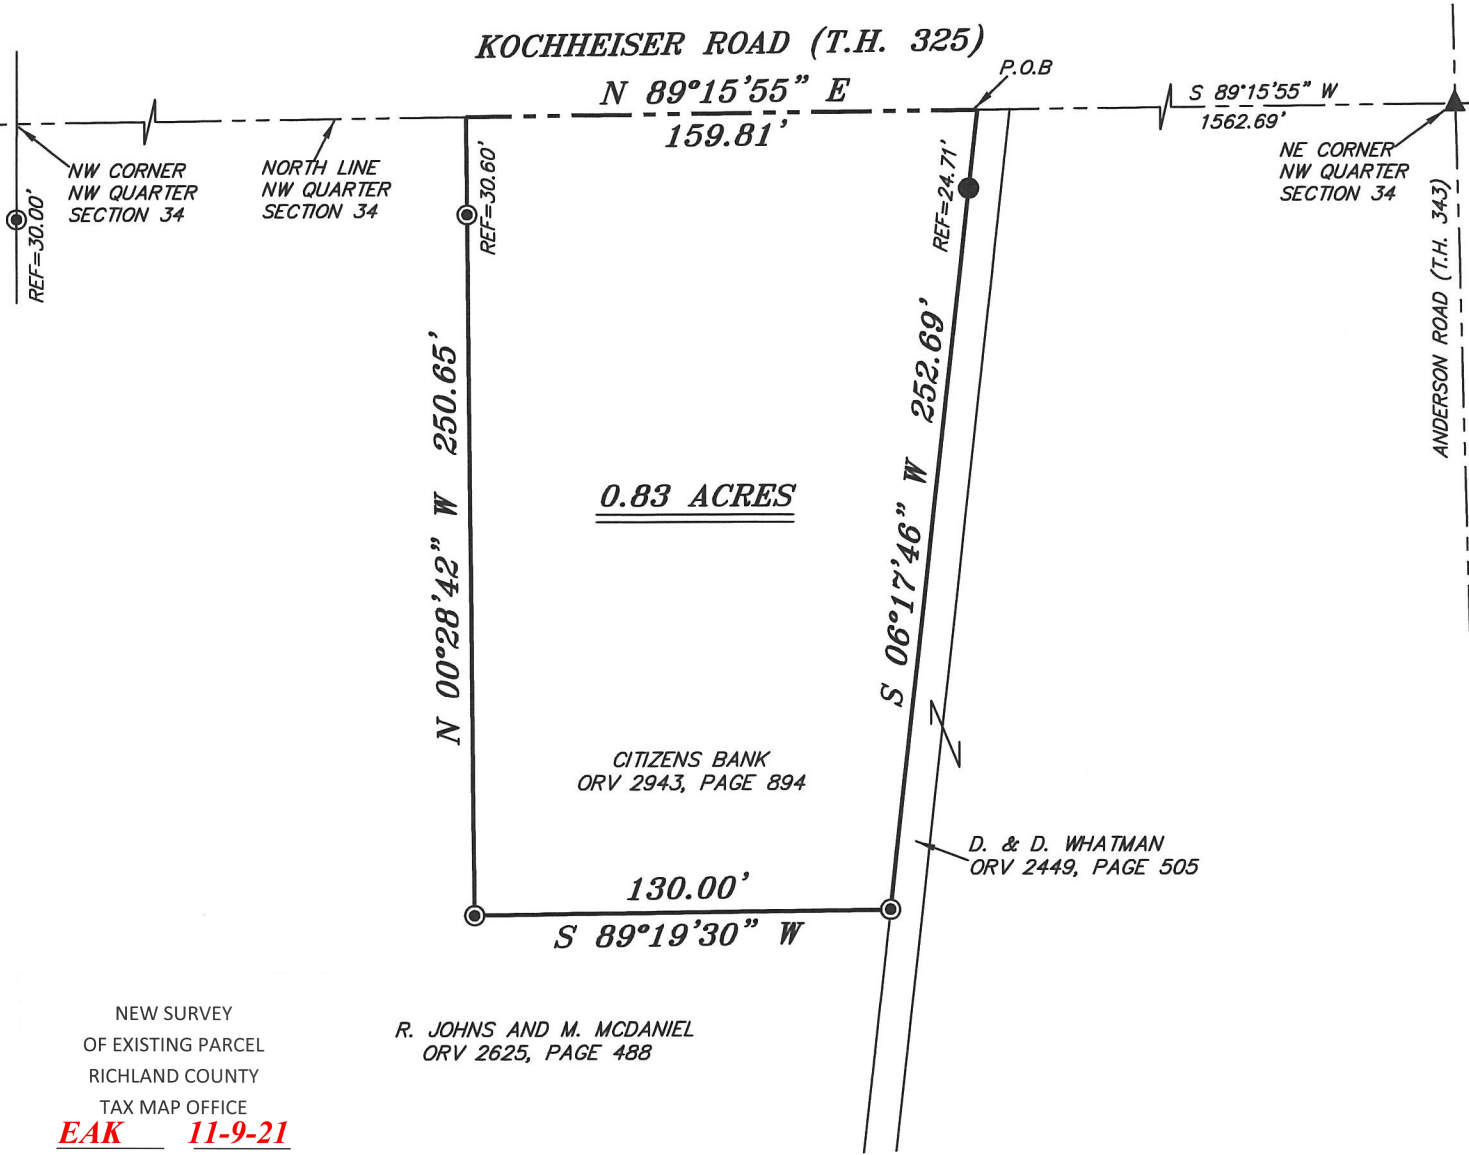 KOCHHEISER ROAD (T.H. 325)
N 89°15'55" E
159.81'
P.O.B
S 89°15'55" W
1562.69'
NW CORNER
NW QUARTER
SECTION 34
NORTH LINE
NW QUARTER
SECTION 34
NE CORNER
NW QUARTER
SECTION 34
REF=30.00'
REF=30.60'
REF=24.71'
ANDERSON ROAD (T.H. 343)
N 00°28'42" W 250.65'
S 06°17'46" W 252.69'
0.83 ACRES
CITIZENS BANK
ORV 2943, PAGE 894
D. & D. WHATMAN
ORV 2449, PAGE 505
130.00'
S 89°19'30" W
R. JOHNS AND M. MCDANIEL
ORV 2625, PAGE 488
NEW SURVEY
OF EXISTING PARCEL
RICHLAND COUNTY
TAX MAP OFFICE
EAK 11-9-21